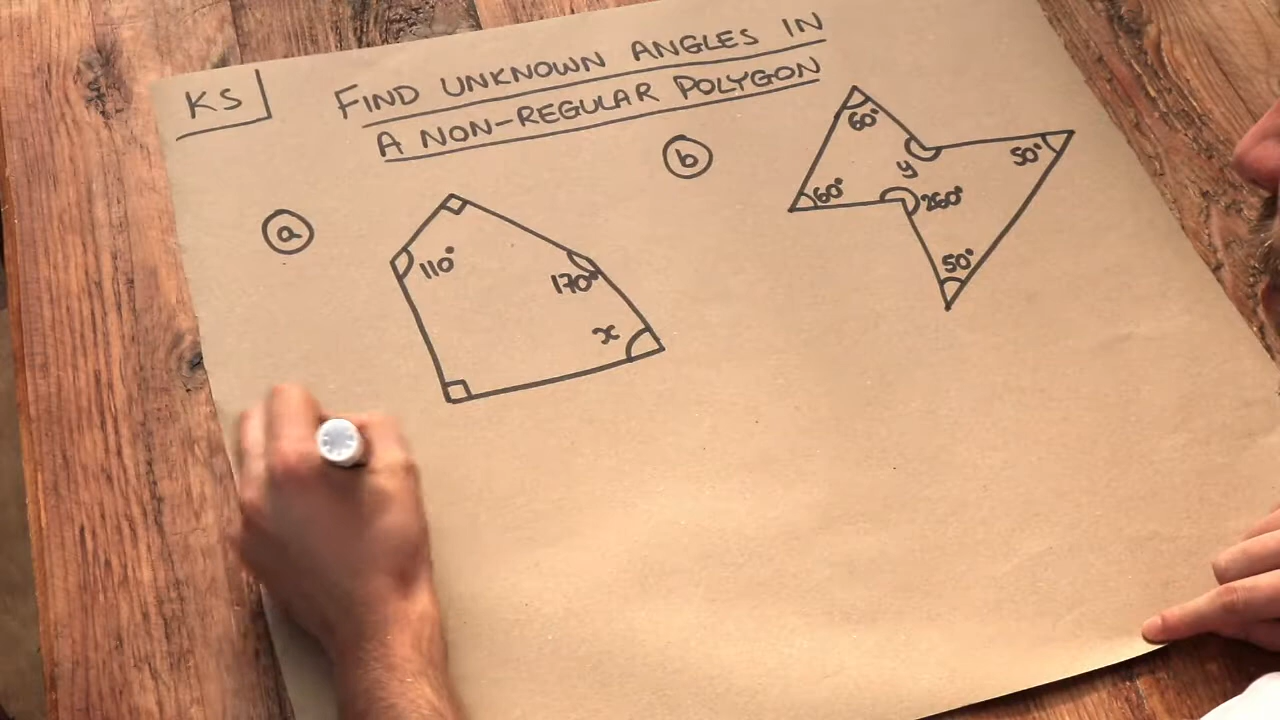 KS
FIND UNKNOWN ANGLES IN
A NON-REGULAR POLYGON
a
110°
170°
x
b
60°
y
50°
60°
260°
50°